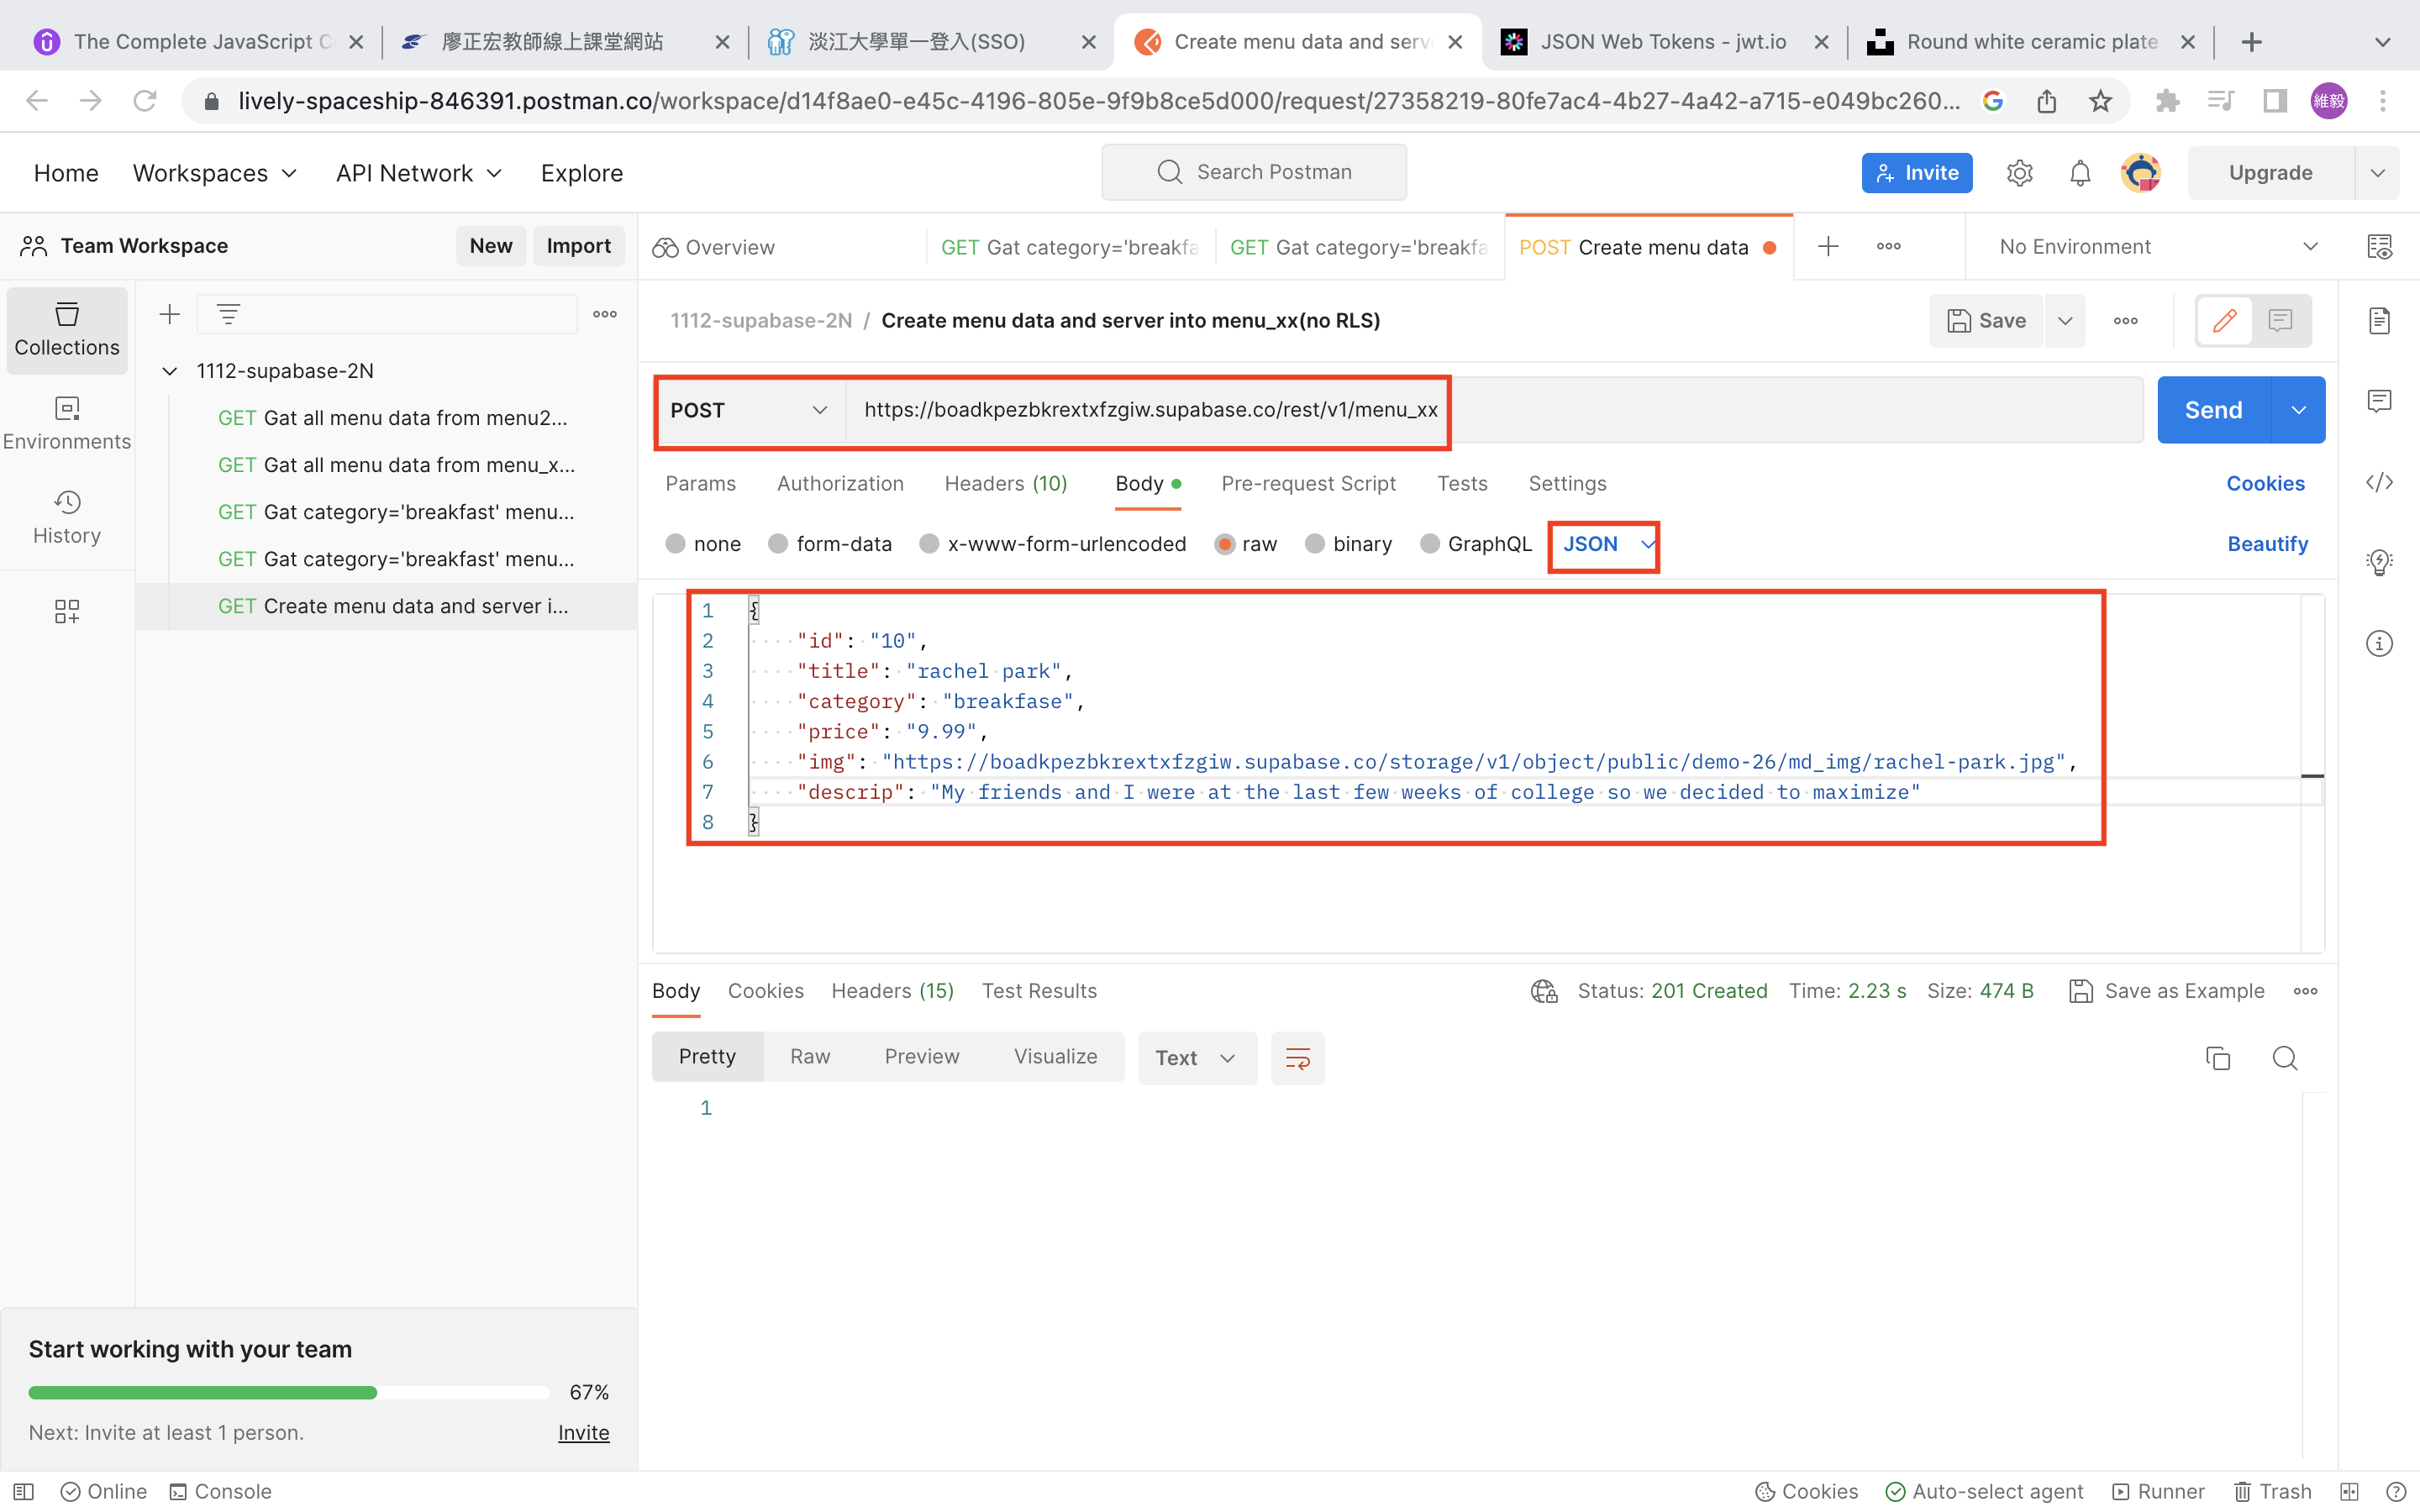 The Complete JavaScript C
廖正宏教師線上課堂網站
淡江大學單一登入(SSO)
Create menu data and serv
JSON Web Tokens - jwt.io
Round white ceramic plate
lively-spaceship-846391.postman.co/workspace/d14f8ae0-e45c-4196-805e-9f9b8ce5d000/request/27358219-80fe7ac4-4b27-4a42-a715-e049bc260...
維毅
Home
Workspaces
API Network
Explore
Search Postman
Invite
Upgrade
Team Workspace
New
Import
Overview
GET Gat category='breakfa
GET Gat category='breakfa
POST Create menu data
No Environment
Collections
Environments
History
1112-supabase-2N
GET Gat all menu data from menu2...
GET Gat all menu data from menu_x...
GET Gat category='breakfast' menu...
GET Gat category='breakfast' menu...
GET Create menu data and server i...
1112-supabase-2N / Create menu data and server into menu_xx(no RLS)
Save
POST
https://boadkpezbkrextxfzgiw.supabase.co/rest/v1/menu_xx
Send
Params
Authorization
Headers (10)
Body
Pre-request Script
Tests
Settings
Cookies
none
form-data
x-www-form-urlencoded
raw
binary
GraphQL
JSON
Beautify
1 {
2 "id": "10",
3 "title": "rachel park",
4 "category": "breakfase",
5 "price": "9.99",
6 "img": "https://boadkpezbkrextxfzgiw.supabase.co/storage/v1/object/public/demo-26/md_img/rachel-park.jpg",
7 "descrip": "My friends and I were at the last few weeks of college so we decided to maximize"
8 }
Body
Cookies
Headers (15)
Test Results
Status: 201 Created
Time: 2.23 s
Size: 474 B
Save as Example
Pretty
Raw
Preview
Visualize
Text
1
Start working with your team
67%
Next: Invite at least 1 person.
Invite
Online
Console
Cookies
Auto-select agent
Runner
Trash